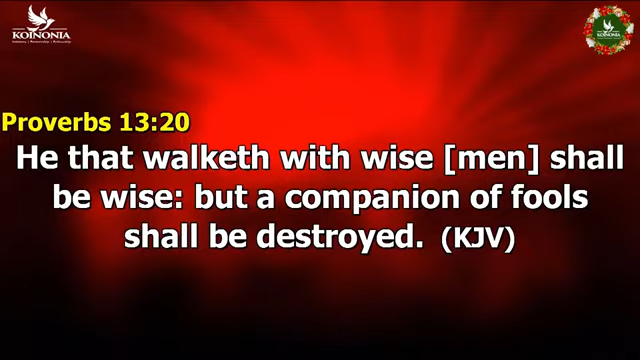 KOINONIA
Proverbs 13:20
He that walketh with wise [men] shall
be wise: but a companion of fools
shall be destroyed. (KJV)